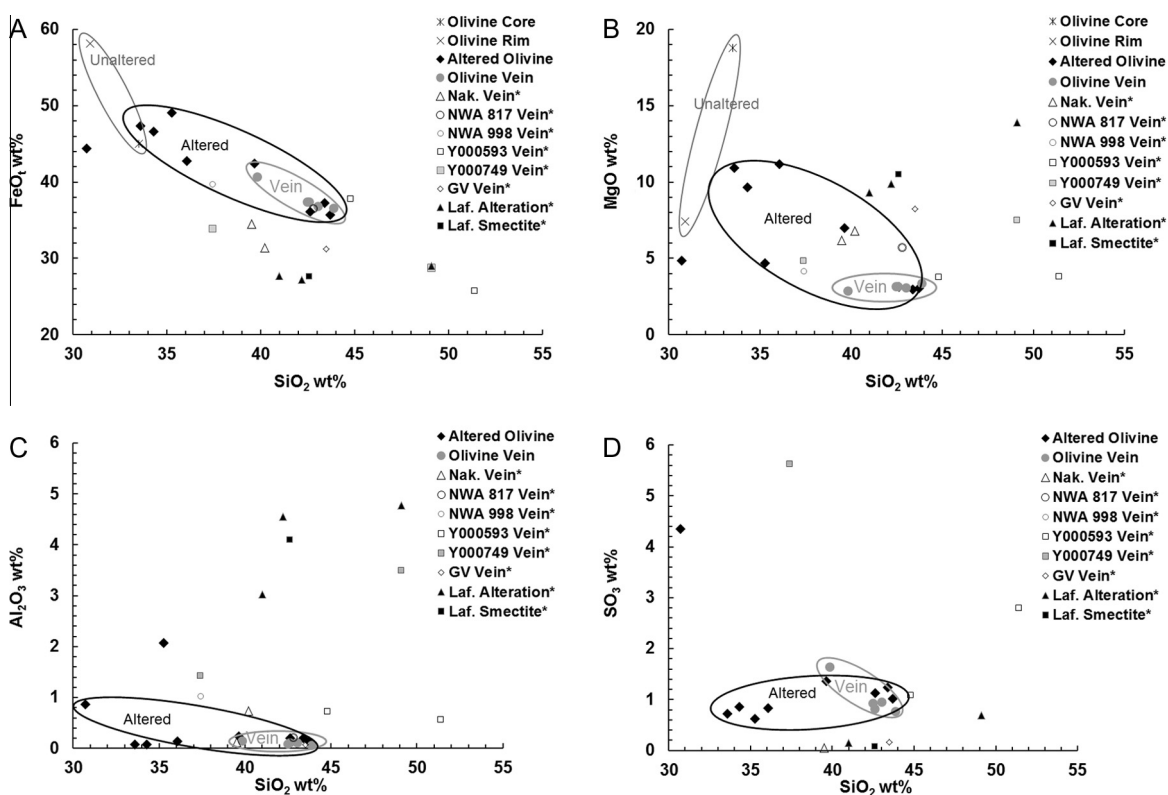 A
60
50
40
30
20
30
35
40
45
50
55
FeOt wt%
SiO2 wt%
Unaltered
Altered
Vein
Olivine Core
Olivine Rim
Altered Olivine
Olivine Vein
Nak. Vein*
NWA 817 Vein*
NWA 998 Vein*
Y000593 Vein*
Y000749 Vein*
GV Vein*
Laf. Alteration*
Laf. Smectite*
B
20
15
10
5
0
30
35
40
45
50
55
MgO wt%
SiO2 wt%
Unaltered
Altered
Vein
Olivine Core
Olivine Rim
Altered Olivine
Olivine Vein
Nak. Vein*
NWA 817 Vein*
NWA 998 Vein*
Y000593 Vein*
Y000749 Vein*
GV Vein*
Laf. Alteration*
Laf. Smectite*
C
6
5
4
3
2
1
0
30
35
40
45
50
55
Al2O3 wt%
SiO2 wt%
Altered
Vein
Altered Olivine
Olivine Vein
Nak. Vein*
NWA 817 Vein*
NWA 998 Vein*
Y000593 Vein*
Y000749 Vein*
GV Vein*
Laf. Alteration*
Laf. Smectite*
D
6
5
4
3
2
1
0
30
35
40
45
50
55
SO3 wt%
SiO2 wt%
Altered
Vein
Altered Olivine
Olivine Vein
Nak. Vein*
NWA 817 Vein*
NWA 998 Vein*
Y000593 Vein*
Y000749 Vein*
GV Vein*
Laf. Alteration*
Laf. Smectite*